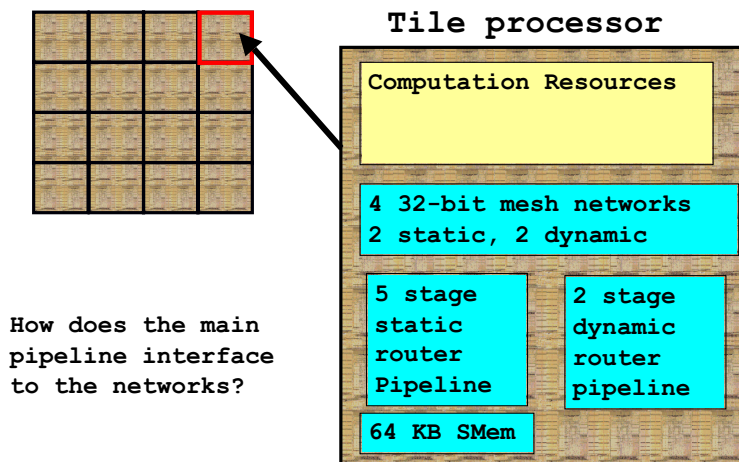 Tile processor
Computation Resources
4 32-bit mesh networks
2 static, 2 dynamic
5 stage
static
router
Pipeline
2 stage
dynamic
router
pipeline
64 KB SMem
How does the main
pipeline interface
to the networks?